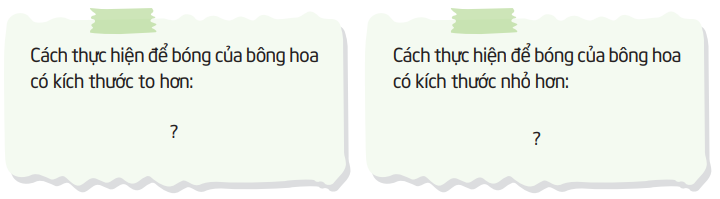 Cách thực hiện để bóng của bông hoa
có kích thước to hơn:
?
Cách thực hiện để bóng của bông hoa
có kích thước nhỏ hơn:
?